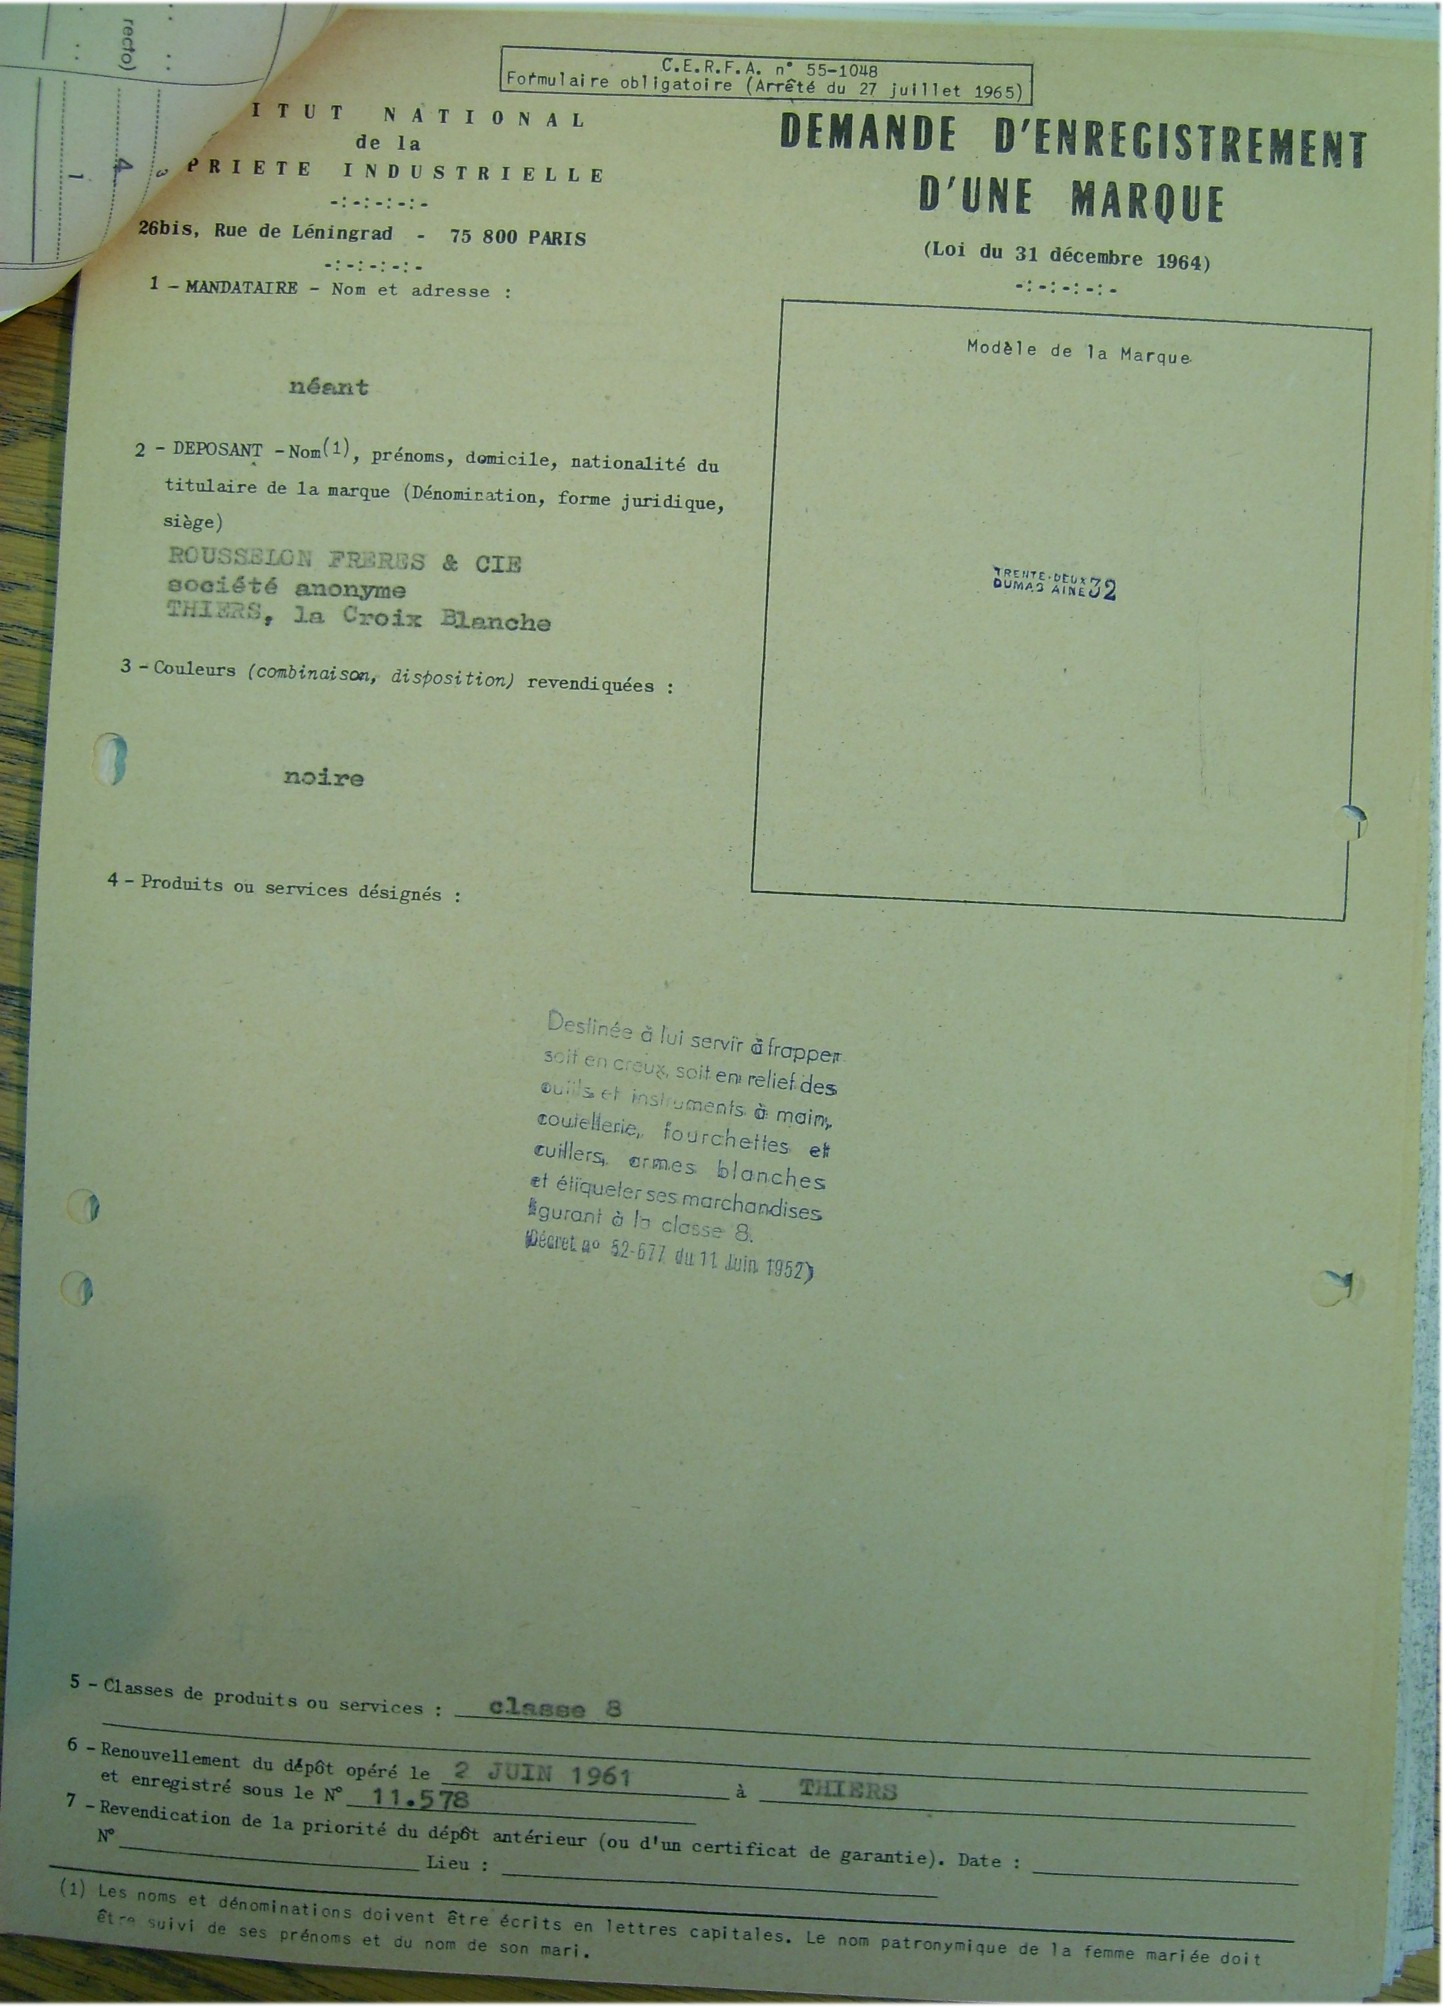 recto)
4
1
3
C.E.R.F.A. n° 55-1048
Formulaire obligatoire (Arrêté du 27 juillet 1965)
ITUT NATIONAL
de la
PRIETE INDUSTRIELLE
-:-:-:-:-
26bis, Rue de Léningrad - 75 800 PARIS
-:-:-:-:-
DEMANDE D'ENREGISTREMENT
D'UNE MARQUE
(Loi du 31 décembre 1964)
-:-:-:-:-
1 - MANDATAIRE - Nom et adresse :
néant
2 - DEPOSANT - Nom(1), prénoms, domicile, nationalité du
titulaire de la marque (Dénomination, forme juridique,
siège)
ROUSSELON FRERES & CIE
société anonyme
THIERS, la Croix Blanche
3 - Couleurs (combinaison, disposition) revendiquées :
noire
Modèle de la Marque
TRENTE-DEUX 32
DUMAS AINE
4 - Produits ou services désignés :
Destinée à lui servir à frapper
soit en creux, soit en relief des
outils et instruments à main,
coutellerie, fourchettes et
cuillers, armes blanches
et étiqueter ses marchandises
figurant à la classe 8.
(Décret no 52-677 du 11 Juin 1952)
5 - Classes de produits ou services : classe 8
6 - Renouvellement du dépôt opéré le 2 JUIN 1961 à THIERS
et enregistré sous le N° 11.578
7 - Revendication de la priorité du dépôt antérieur (ou d'un certificat de garantie). Date :
N° Lieu :
(1) Les noms et dénominations doivent être écrits en lettres capitales. Le nom patronymique de la femme mariée doit
être suivi de ses prénoms et du nom de son mari.